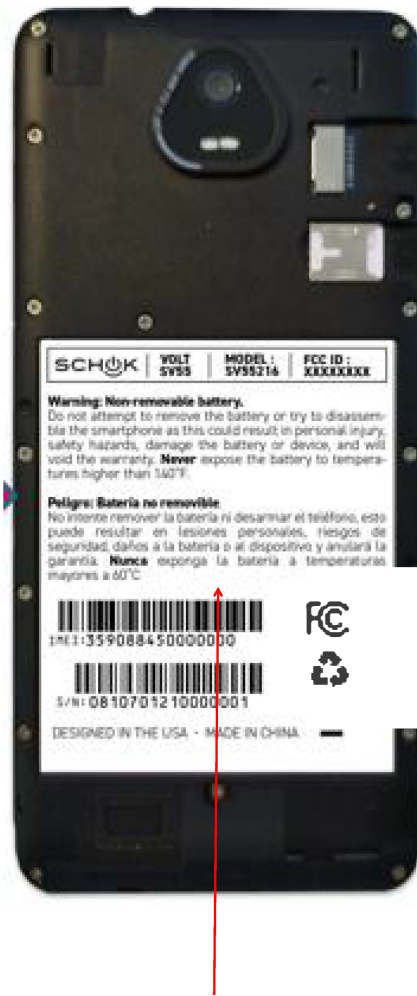 SCHOK VOLT SV55 MODEL : SV55216 FCC ID : XXXXXXXX
Warning: Non-removable battery.
Do not attempt to remove the battery or try to disassem-
ble the smartphone as this could result in personal injury,
safety hazards, damage the battery or device, and will
void the warranty. Never expose the battery to tempera-
tures higher than 140°F.
Peligro: Batería no removible
No intente remover la batería ni desarmar el teléfono, esto
puede resultar en lesiones personales, riesgos de
seguridad, daños a la batería o al dispositivo y anulará la
garantía. Nunca exponga la batería a temperaturas
mayores a 60°C
FC
IMEI:359088450000000
S/N:0810701210000001
DESIGNED IN THE USA - MADE IN CHINA